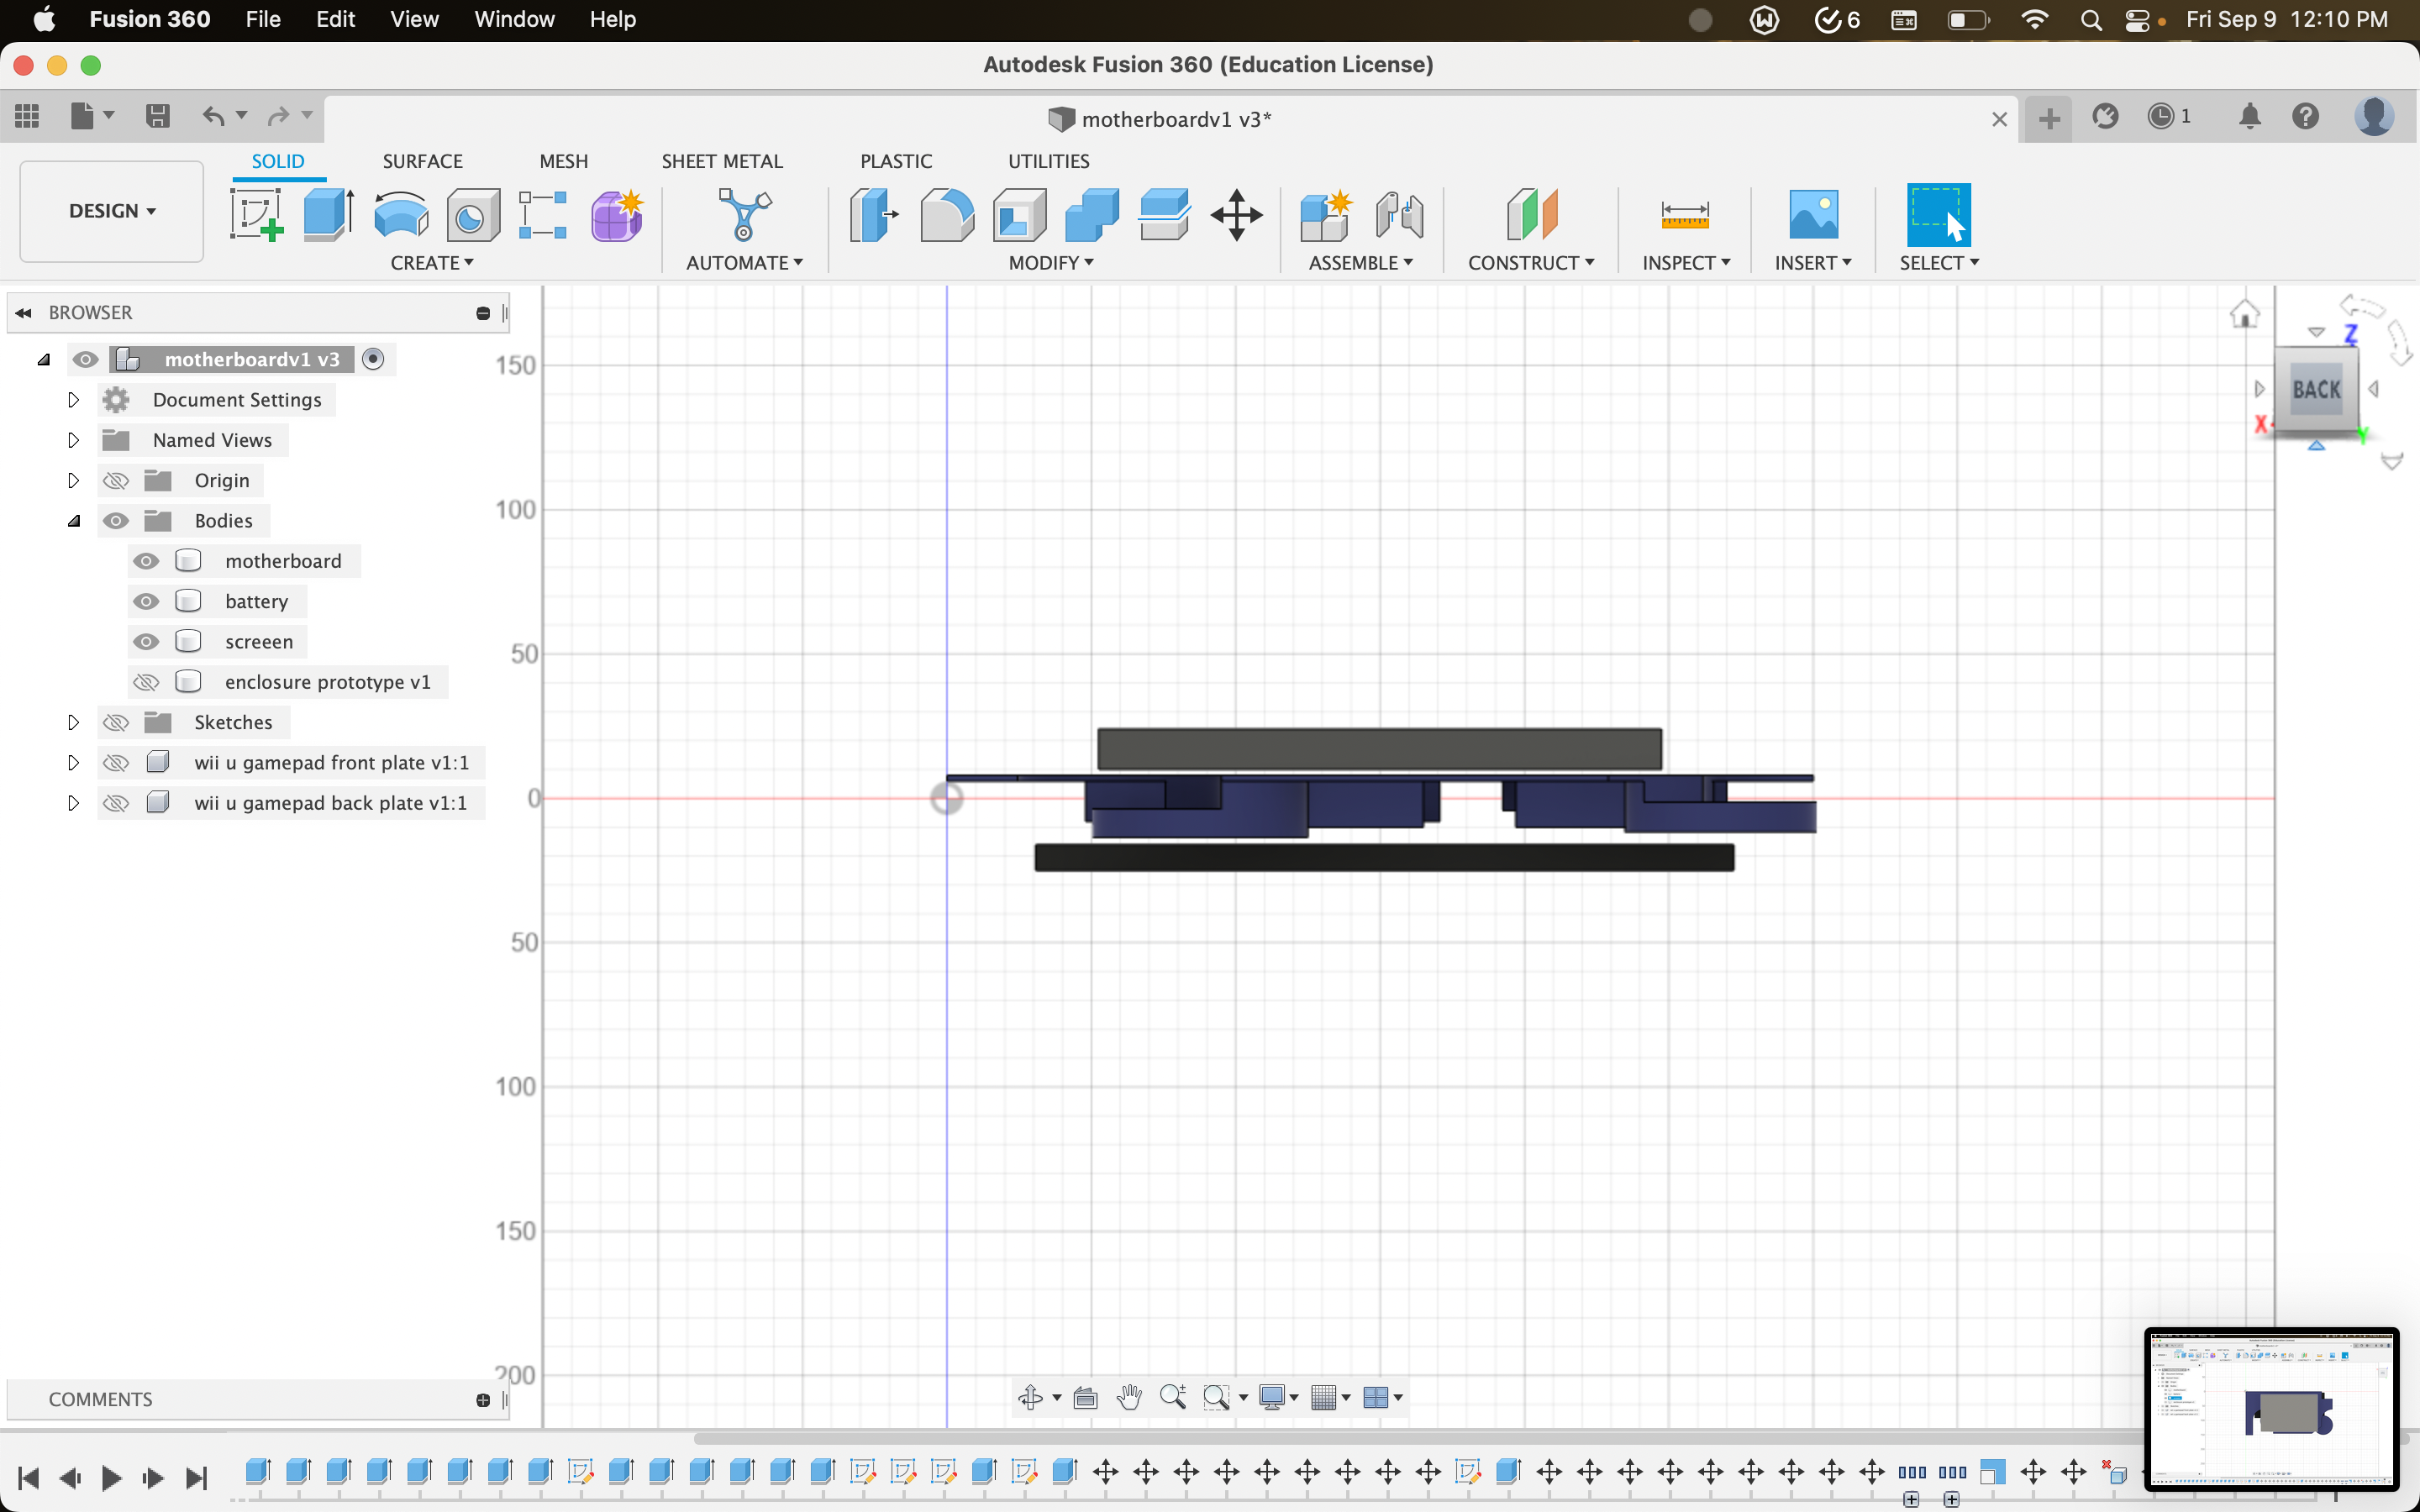 Fusion 360 File Edit View Window Help 6 Fri Sep 9 12:10 PM
Autodesk Fusion 360 (Education License)
motherboardv1 v3* 1
SOLID SURFACE MESH SHEET METAL PLASTIC UTILITIES
DESIGN
CREATE AUTOMATE MODIFY ASSEMBLE CONSTRUCT INSPECT INSERT SELECT
BROWSER
motherboardv1 v3
Document Settings
Named Views
Origin
Bodies
motherboard
battery
screeen
enclosure prototype v1
Sketches
wii u gamepad front plate v1:1
wii u gamepad back plate v1:1
150
100
50
0
50
100
150
200
Z
BACK
X
Y
COMMENTS